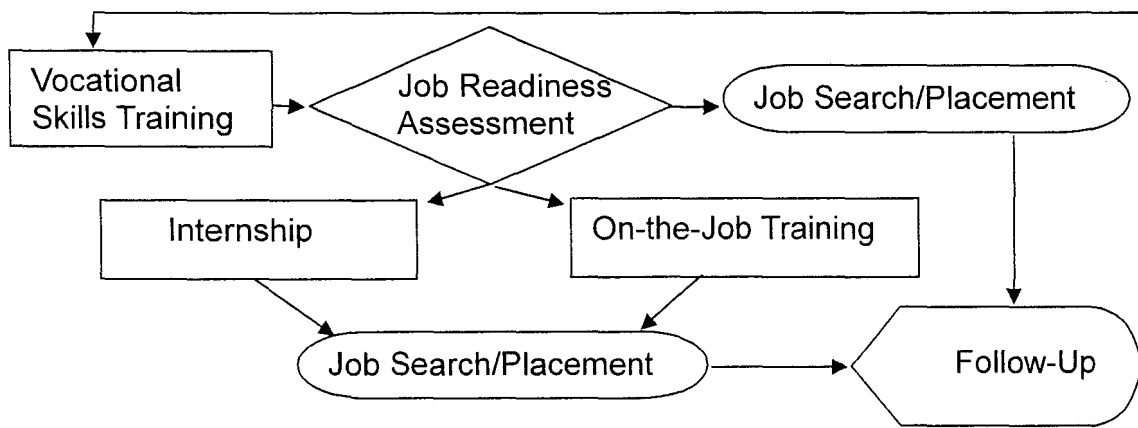 Vocational
Skills Training
Job Readiness
Assessment
Job Search/Placement
Internship
On-the-Job Training
Job Search/Placement
Follow-Up